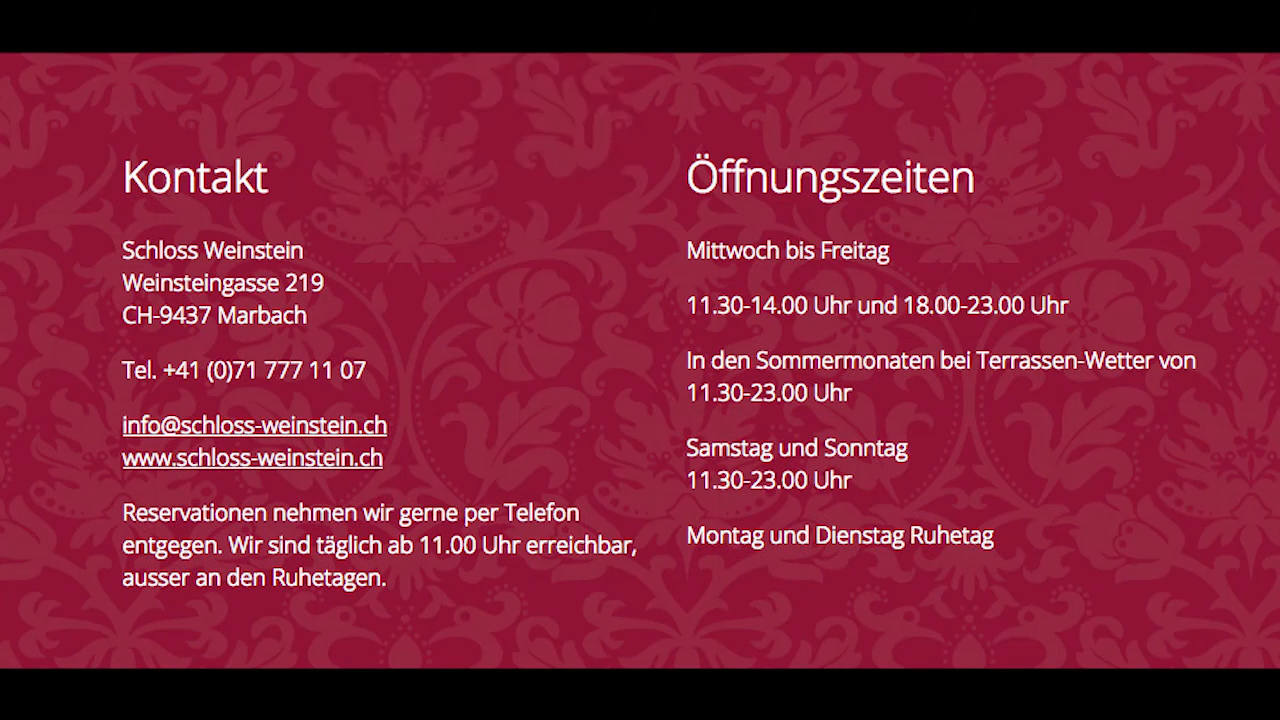 Kontakt
Schloss Weinstein
Weinsteingasse 219
CH-9437 Marbach
Tel. +41 (0)71 777 11 07
info@schloss-weinstein.ch
www.schloss-weinstein.ch
Reservationen nehmen wir gerne per Telefon
entgegen. Wir sind täglich ab 11.00 Uhr erreichbar,
ausser an den Ruhetagen.
Öffnungszeiten
Mittwoch bis Freitag
11.30-14.00 Uhr und 18.00-23.00 Uhr
In den Sommermonaten bei Terrassen-Wetter von
11.30-23.00 Uhr
Samstag und Sonntag
11.30-23.00 Uhr
Montag und Dienstag Ruhetag